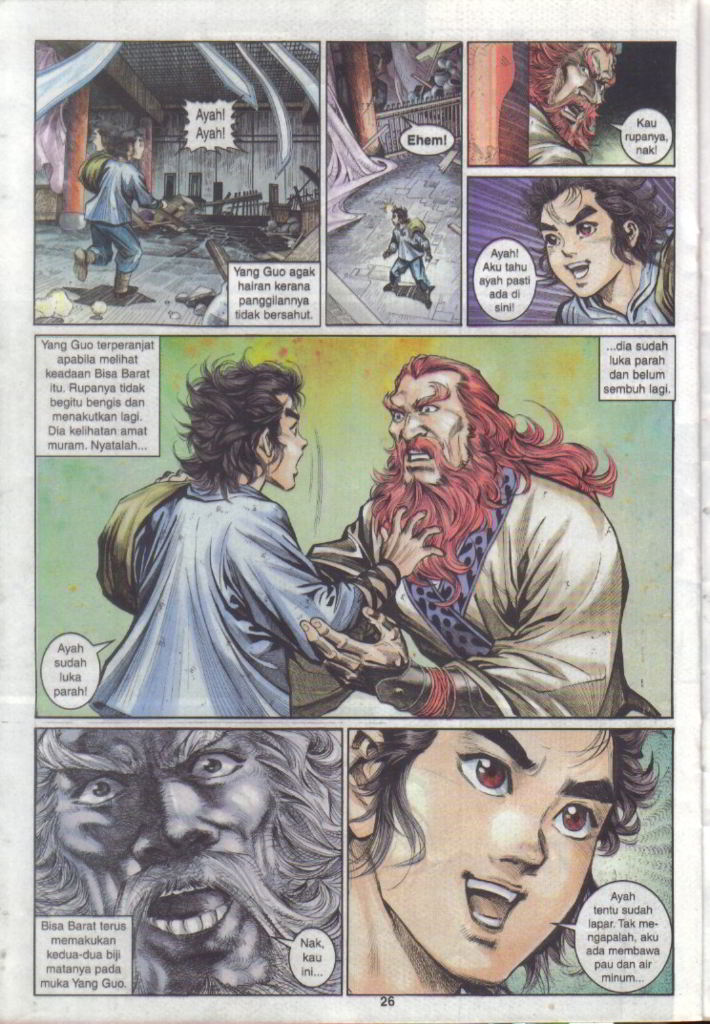 Ayah!
Ayah!
Yang Guo agak
hairan kerana
panggilannya
tidak bersahut.
Ehem!
Kau
rupanya,
nak!
Ayah!
Aku tahu
ayah pasti
ada di
sini!
Yang Guo terperanjat
apabila melihat
keadaan Bisa Barat
itu. Rupanya tidak
begitu bengis dan
menakutkan lagi.
Dia kelihatan amat
muram. Nyatalah...
...dia sudah
luka parah
dan belum
sembuh lagi.
Ayah
sudah
luka
parah!
Bisa Barat terus
memakukan
kedua-dua biji
matanya pada
muka Yang Guo.
Nak,
kau
ini...
Ayah
tentu sudah
lapar. Tak me-
ngapalah, aku
ada membawa
pau dan air
minum...
26